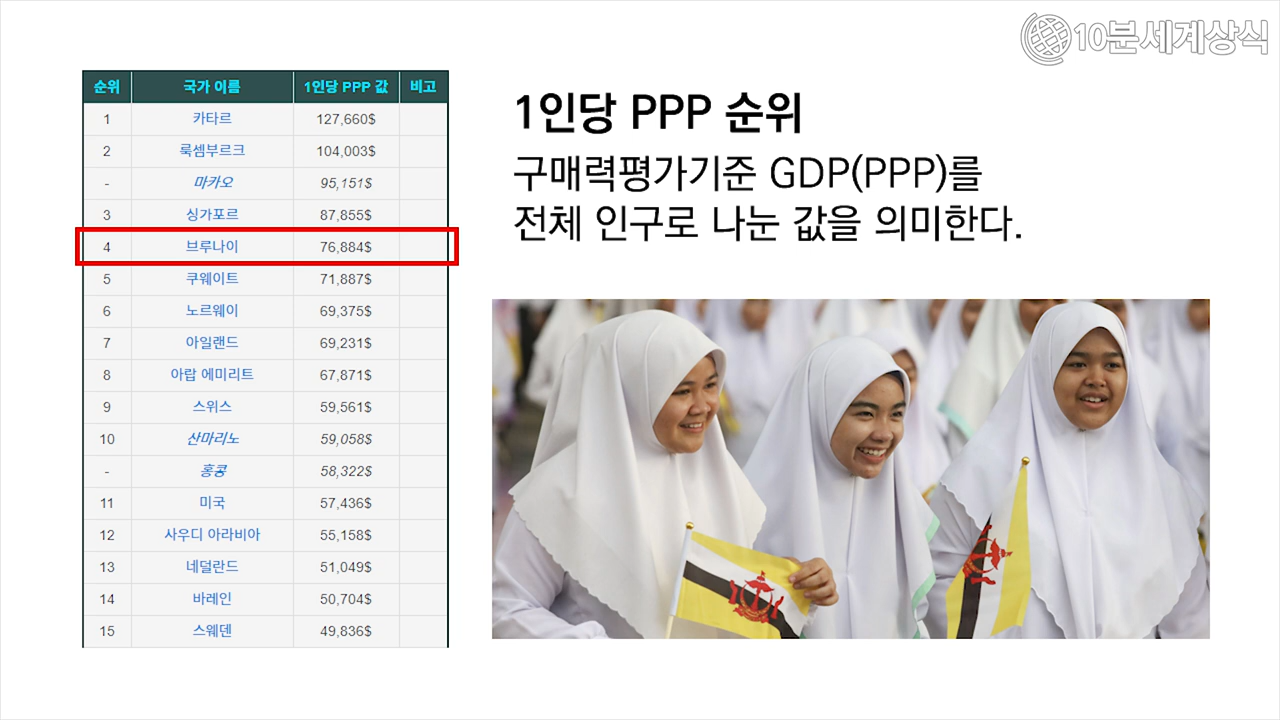 10분세계상식
순위 국가 이름 1인당 PPP 값 비고
1 카타르 127,660$
2 룩셈부르크 104,003$
- 마카오 95,151$
3 싱가포르 87,855$
4 브루나이 76,884$
5 쿠웨이트 71,887$
6 노르웨이 69,375$
7 아일랜드 69,231$
8 아랍 에미리트 67,871$
9 스위스 59,561$
10 산마리노 59,058$
- 홍콩 58,322$
11 미국 57,436$
12 사우디 아라비아 55,158$
13 네덜란드 51,049$
14 바레인 50,704$
15 스웨덴 49,836$
1인당 PPP 순위
구매력평가기준 GDP(PPP)를
전체 인구로 나눈 값을 의미한다.